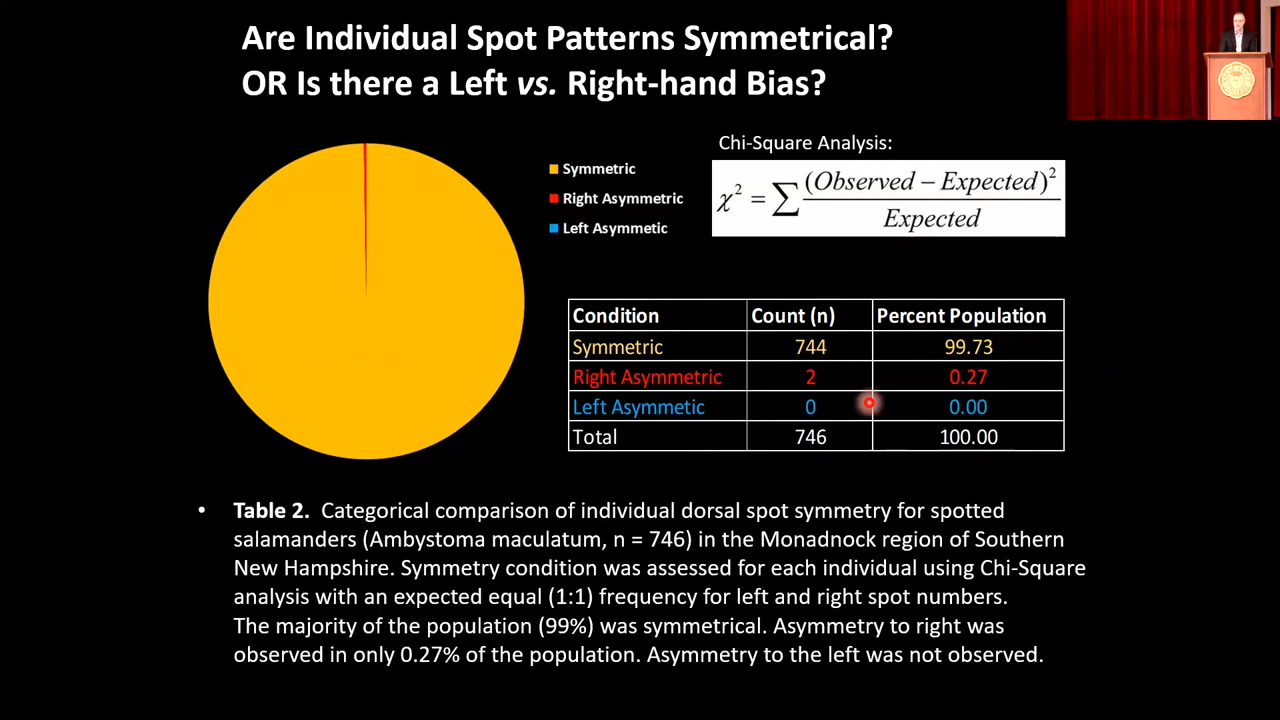 Are Individual Spot Patterns Symmetrical?
OR Is there a Left vs. Right-hand Bias?
Symmetric
Right Asymmetric
Left Asymmetic
Chi-Square Analysis:
χ² = ∑ (Observed – Expected)² / Expected
Condition Count (n) Percent Population
Symmetric 744 99.73
Right Asymmetric 2 0.27
Left Asymmetic 0 0.00
Total 746 100.00
• Table 2. Categorical comparison of individual dorsal spot symmetry for spotted
salamanders (Ambystoma maculatum, n = 746) in the Monadnock region of Southern
New Hampshire. Symmetry condition was assessed for each individual using Chi-Square
analysis with an expected equal (1:1) frequency for left and right spot numbers.
The majority of the population (99%) was symmetrical. Asymmetry to right was
observed in only 0.27% of the population. Asymmetry to the left was not observed.